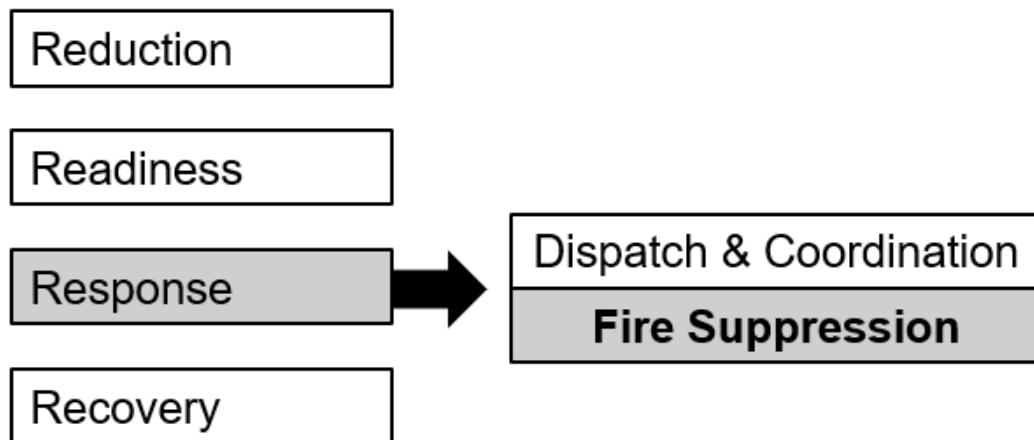 Reduction
Readiness
Response
Dispatch & Coordination
Fire Suppression
Recovery